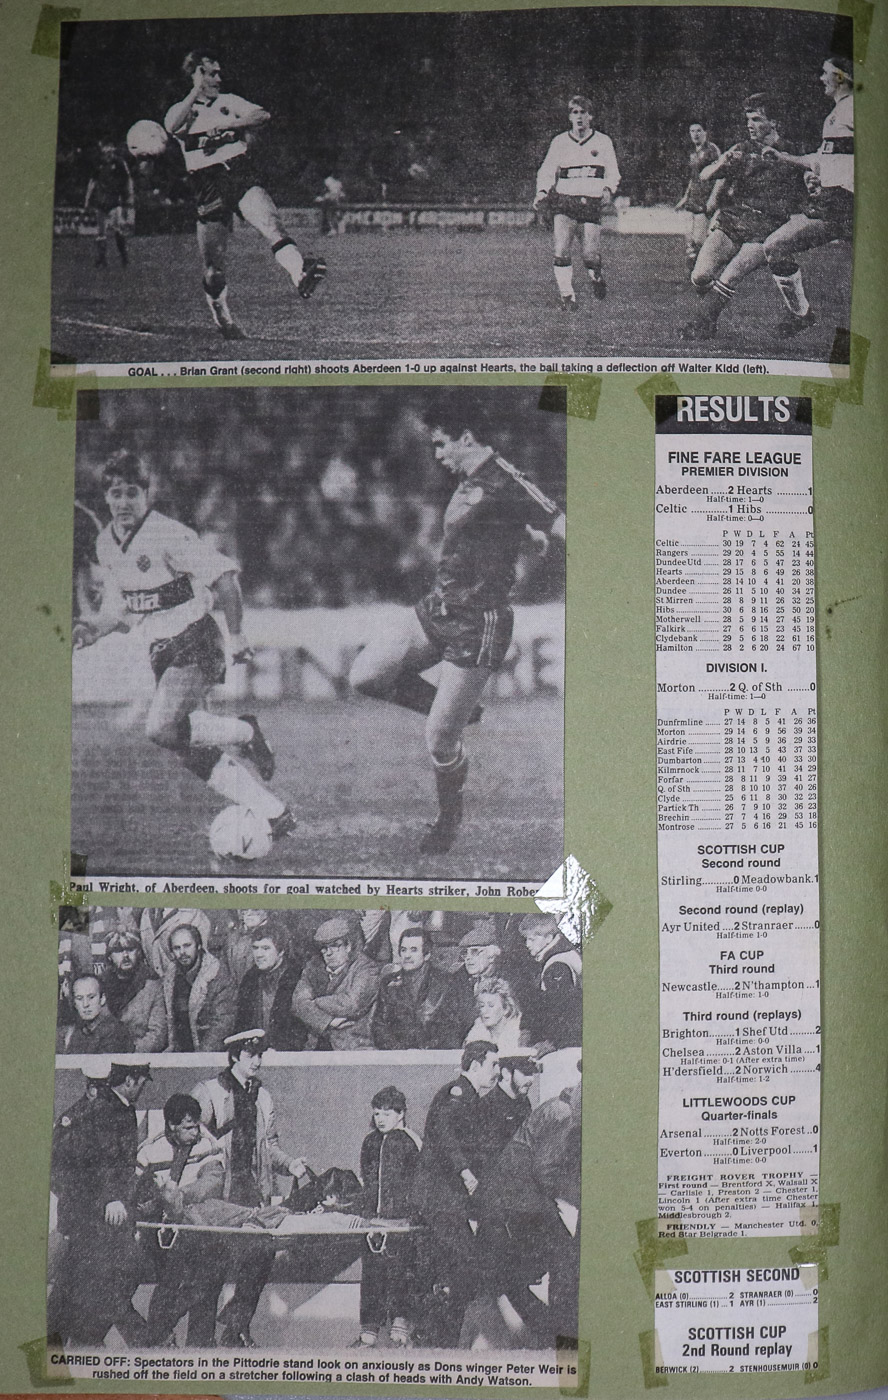 GOAL . . . Brian Grant (second right) shoots Aberdeen 1-0 up against Hearts, the ball taking a deflection off Walter Kidd (left).
Paul Wright, of Aberdeen, shoots for goal watched by Hearts striker, John Robe
CARRIED OFF: Spectators in the Pittodrie stand look on anxiously as Dons winger Peter Weir is
rushed off the field on a stretcher following a clash of heads with Andy Watson.
RESULTS
FINE FARE LEAGUE
PREMIER DIVISION
Aberdeen ......2 Hearts ..........1
Half-time: 1—0
Celtic ............1 Hibs ............0
Half-time: 0—0
P W D L F A Pt
Celtic 30 19 7 4 62 24 45
Rangers 29 20 4 5 55 14 44
Dundee Utd 28 17 6 5 47 23 40
Hearts 29 15 8 6 49 26 38
Aberdeen 28 14 10 4 41 20 38
Dundee 26 11 5 10 40 34 27
St Mirren 28 8 9 11 26 32 25
Hibs 30 6 8 16 25 50 20
Motherwell 28 5 9 14 27 45 19
Falkirk 27 6 6 15 23 45 18
Clydebank 29 5 6 18 22 61 16
Hamilton 28 2 6 20 24 67 10
DIVISION I.
Morton ..........2 Q. of Sth .......0
Half-time: 1—0
P W D L F A Pt
Dunfrmline 27 14 8 5 41 26 36
Morton 29 14 6 9 56 39 34
Airdrie 28 14 5 9 36 29 33
East Fife 28 10 13 5 43 37 33
Dumbarton 27 13 4 10 40 33 30
Kilmrnock 28 11 7 10 41 34 29
Forfar 28 8 11 9 39 41 27
Q. of Sth 28 8 10 10 37 40 26
Clyde 25 6 11 8 30 32 23
Partick Th 26 7 9 10 32 36 23
Brechin 27 7 4 16 29 53 18
Montrose 27 5 6 16 21 45 16
SCOTTISH CUP
Second round
Stirling..........0 Meadowbank.1
Half-time 0-0
Second round (replay)
Ayr United ....2 Stranraer ......0
Half-time 1-0
FA CUP
Third round
Newcastle.....2 N'thampton ...1
Half-time: 1-0
Third round (replays)
Brighton........1 Shef Utd .......2
Half-time: 0-0
Chelsea.........2 Aston Villa ....1
Half-time: 0-1 (After extra time)
H'dersfield ...2 Norwich .........4
Half-time: 1-2
LITTLEWOODS CUP
Quarter-finals
Arsenal .........2 Notts Forest..0
Half-time: 2-0
Everton .........0 Liverpool ......1
Half-time: 0-0
FREIGHT ROVER TROPHY —
First round — Brentford X, Walsall X
— Carlisle 1, Preston 2 — Chester 1,
Lincoln 1 (After extra time Chester
won 5-4 on penalties) — Halifax 1,
Middlesbrough 2.
FRIENDLY — Manchester Utd. 0,
Red Star Belgrade 1.
SCOTTISH SECOND
ALLOA (0) 2 STRANRAER (0) 0
EAST STIRLING (1) 1 AYR (1) 2
SCOTTISH CUP
2nd Round replay
BERWICK (2) 2 STENHOUSEMUIR (0) 0